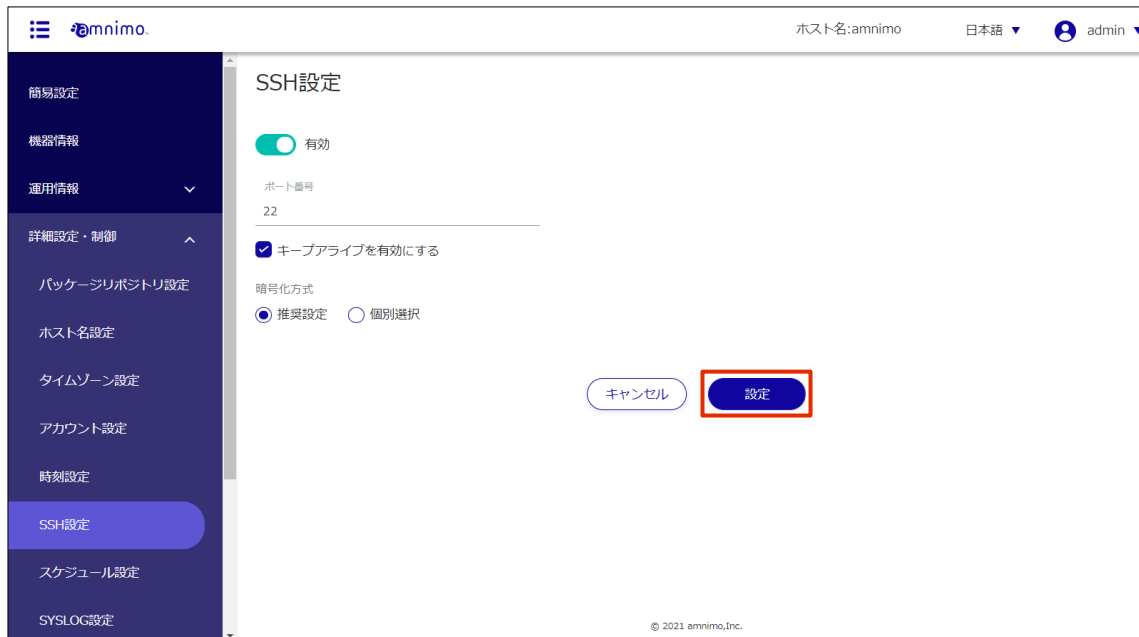 amnimo
ホスト名:amnimo
日本語
admin
簡易設定
機器情報
運用情報
詳細設定・制御
パッケージリポジトリ設定
ホスト名設定
タイムゾーン設定
アカウント設定
時刻設定
SSH設定
スケジュール設定
SYSLOG設定
SSH設定
有効
ポート番号
22
キープアライブを有効にする
暗号化方式
推奨設定 個別選択
キャンセル 設定
© 2021 amnimo,Inc.